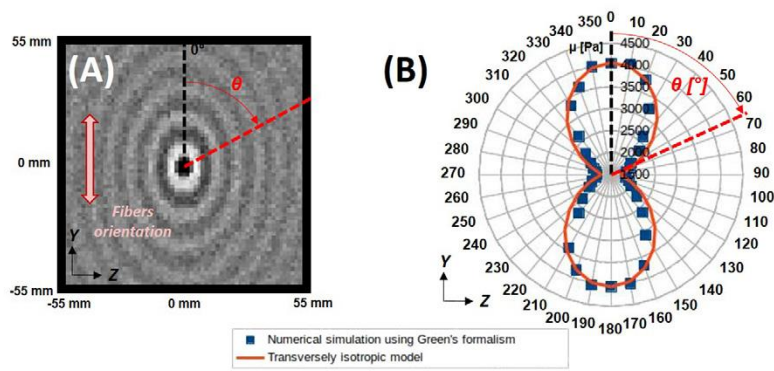 55 mm
0 mm
-55 mm
-55 mm
0 mm
55 mm
(A)
0°
θ
Fibers
orientation
Y
Z
(B)
µ [Pa]
θ [°]
4500
4000
3500
3000
2500
2000
1500
0
10
20
30
40
50
60
70
80
90
100
110
120
130
140
150
160
170
180
190
200
210
220
230
240
250
260
270
280
290
300
310
320
330
340
350
Y
Z
Numerical simulation using Green's formalism
Transversely isotropic model